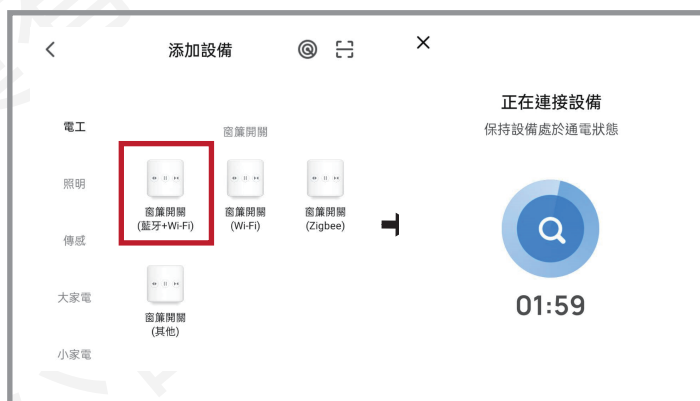 添加設備
電工
照明
傳感
大家電
小家電
窗簾開關
窗簾開關
(藍牙+Wi-Fi)
窗簾開關
(Wi-Fi)
窗簾開關
(Zigbee)
窗簾開關
(其他)
正在連接設備
保持設備處於通電狀態
01:59